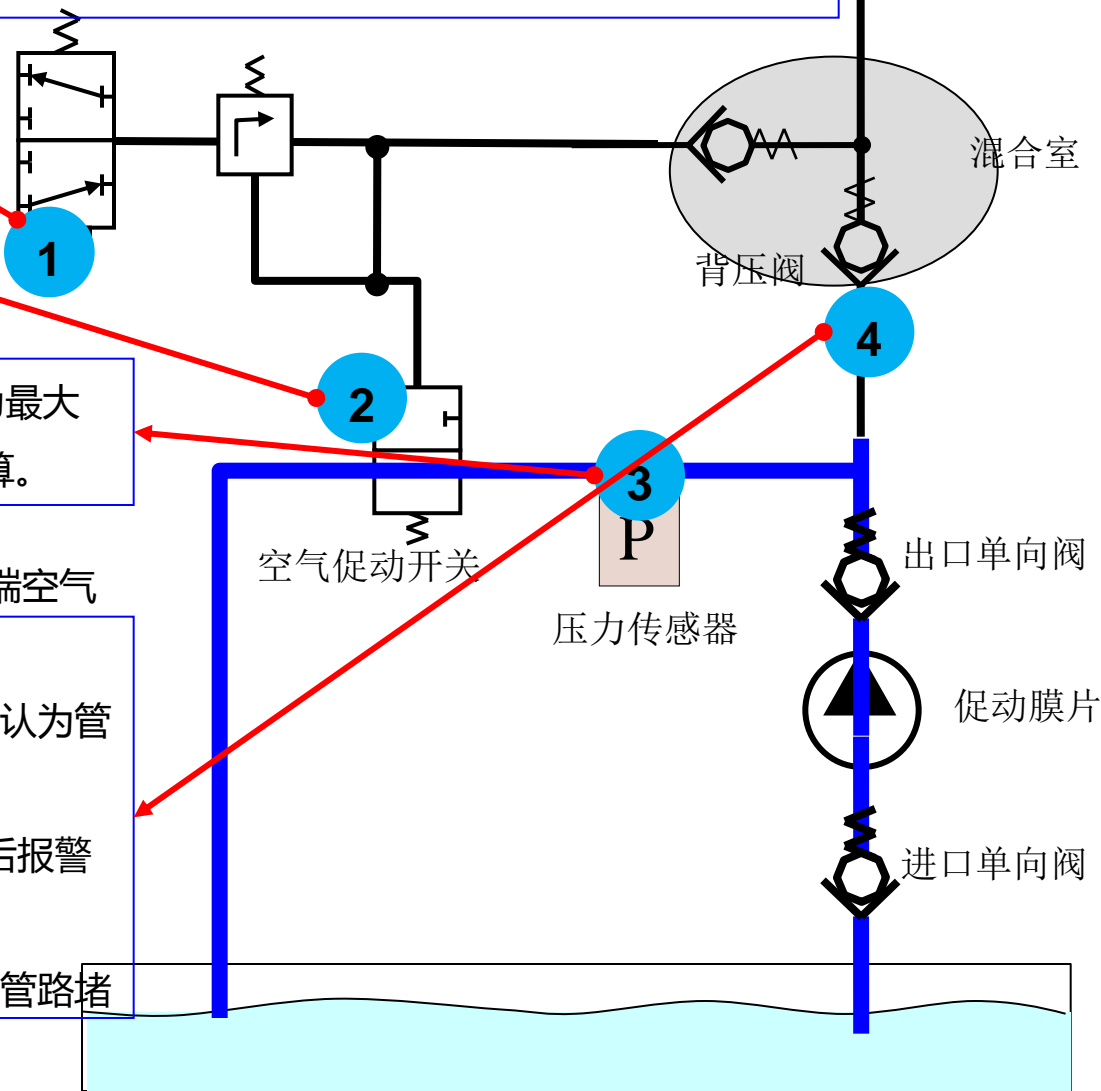 混合室
1
背压阀
4
最大
2
算。
3
P
空气促动开关
出口单向阀
端空气
压力传感器
认为管
促动膜片
后报警
进口单向阀
管路堵